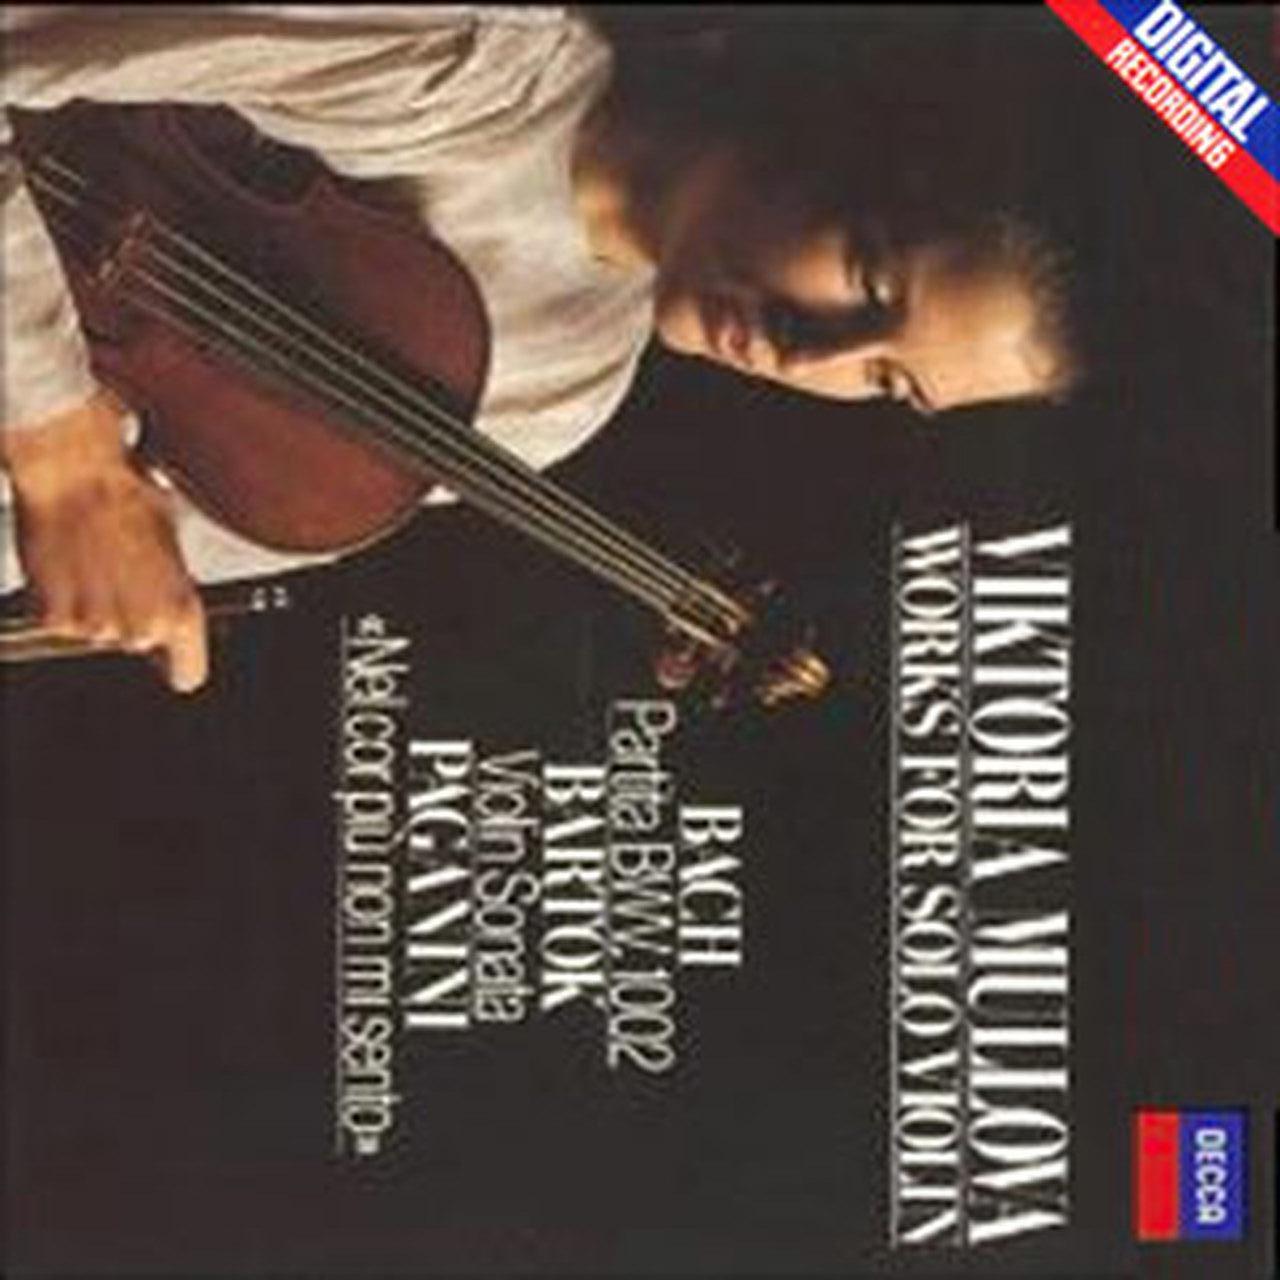 DIGITAL
RECORDING
DECCA
VIKTORIA MULLOVA
WORKS FOR SOLO VIOLIN
BACH
Partita BWV 1002
BARTÓK
Violin Sonata
PAGANINI
«Nel cor più non mi sento»